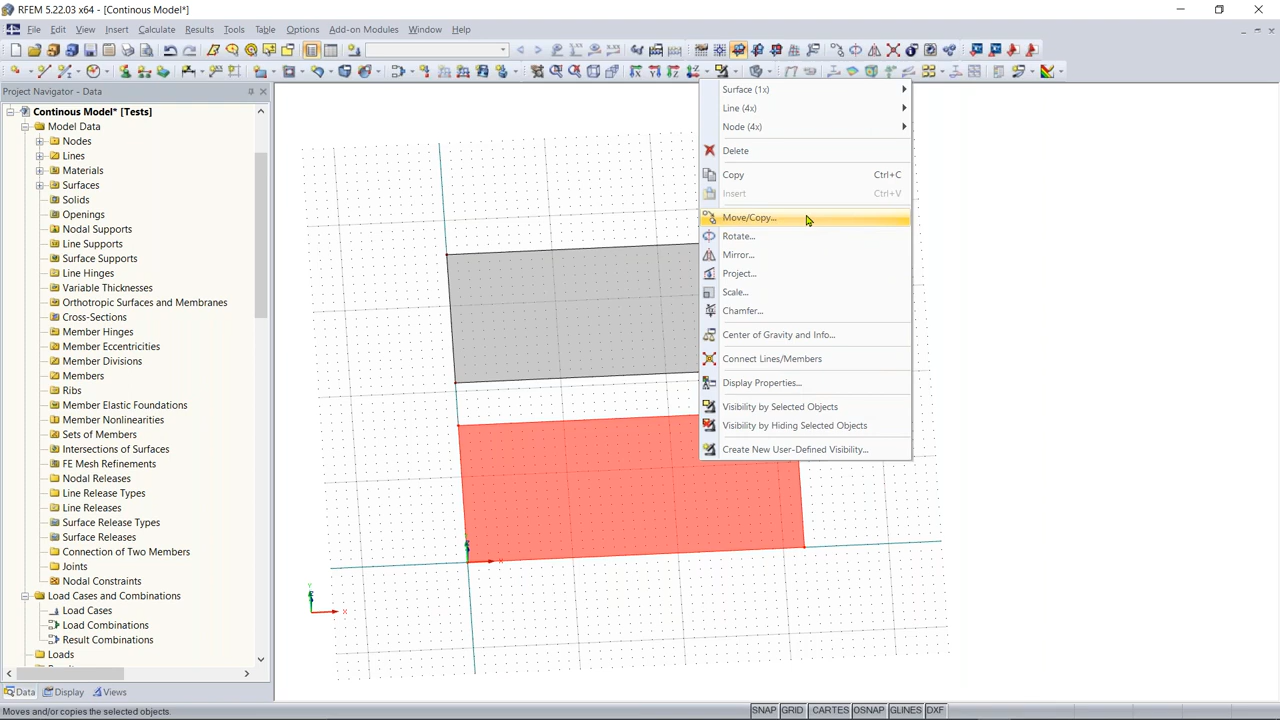 RFEM 5.22.03 x64 - [Continous Model*]
File Edit View Insert Calculate Results Tools Table Options Add-on Modules Window Help
Project Navigator - Data
Continous Model* [Tests]
Model Data
Nodes
Lines
Materials
Surfaces
Solids
Openings
Nodal Supports
Line Supports
Surface Supports
Line Hinges
Variable Thicknesses
Orthotropic Surfaces and Membranes
Cross-Sections
Member Hinges
Member Eccentricities
Member Divisions
Members
Ribs
Member Elastic Foundations
Member Nonlinearities
Sets of Members
Intersections of Surfaces
FE Mesh Refinements
Nodal Releases
Line Release Types
Line Releases
Surface Release Types
Surface Releases
Connection of Two Members
Joints
Nodal Constraints
Load Cases and Combinations
Load Cases
Load Combinations
Result Combinations
Loads
Data Display Views
Surface (1x)
Line (4x)
Node (4x)
Delete
Copy Ctrl+C
Insert Ctrl+V
Move/Copy...
Rotate...
Mirror...
Project...
Scale...
Chamfer...
Center of Gravity and Info...
Connect Lines/Members
Display Properties...
Visibility by Selected Objects
Visibility by Hiding Selected Objects
Create New User-Defined Visibility...
X
Y
X
Moves and/or copies the selected objects.
SNAP GRID CARTES OSNAP GLINES DXF